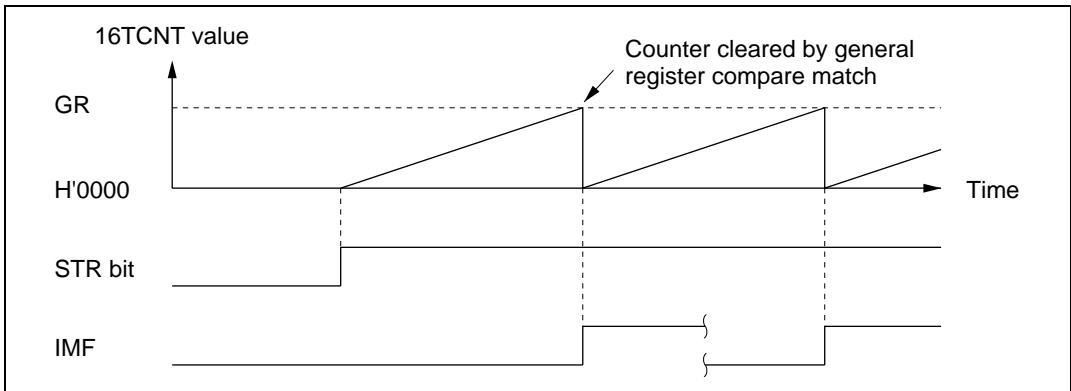 16TCNT value
Counter cleared by general
register compare match
GR
H'0000
Time
STR bit
IMF